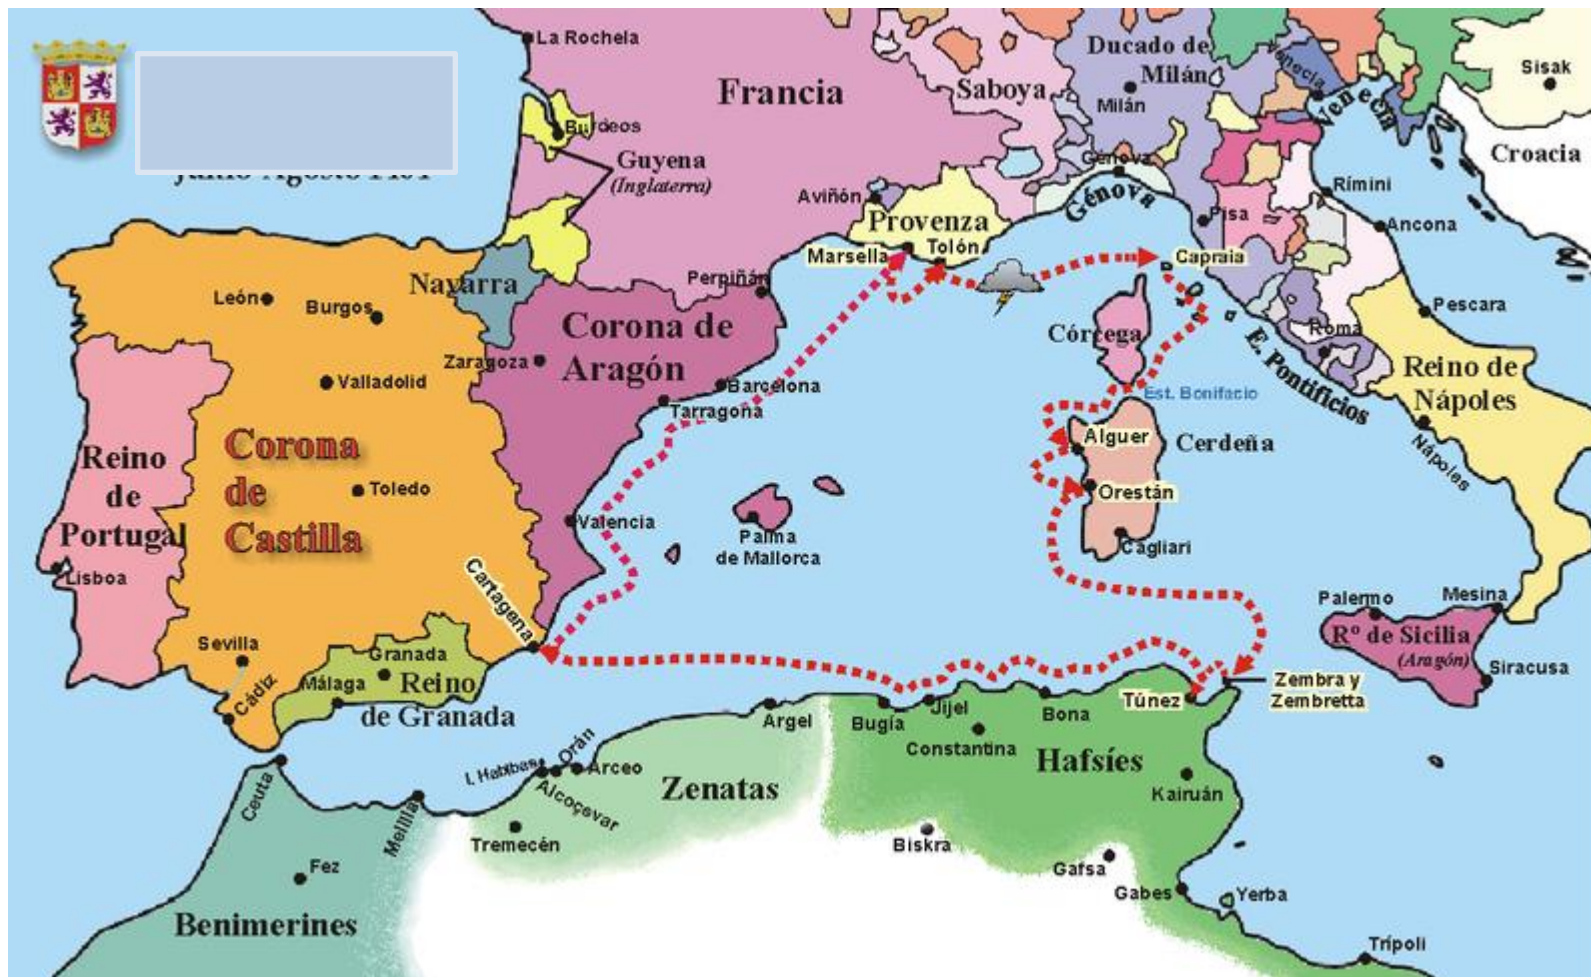 La Rochela
Ducado de
Milán
Milán
Venecia
Venecia
Sisak
Francia
Saboya
Burdeos
Guyena
(Inglaterra)
Croacia
Aviñón
Génova
Génova
Rímini
Provenza
Pisa
Ancona
Marsella
Tolón
Capraia
Navarra
Perpiñán
León
Burgos
Pescara
Corona de
Aragón
Córcega
Roma
E. Pontificios
Zaragoza
Reino de
Nápoles
Valladolid
Barcelona
Est. Bonifacio
Tarragona
Corona
de
Castilla
Alguer
Cerdeña
Nápoles
Reino
de
Portugal
Toledo
Orestán
Valencia
Palma
de Mallorca
Cágliari
Lisboa
Cartagena
Palermo
Mesina
Rº de Sicilia
(Aragón)
Siracusa
Sevilla
Granada
Málaga
Reino
de Granada
Cádiz
Zembra y
Zembretta
Túnez
Argel
Bugía
Jijel
Bona
Constantina
Hafsíes
I. Habibas
Orán
Arceo
Alcoçevar
Zenatas
Kairuán
Ceuta
Melilla
Tremecén
Biskra
Gafsa
Fez
Gabes
Yerba
Benimerines
Trípoli